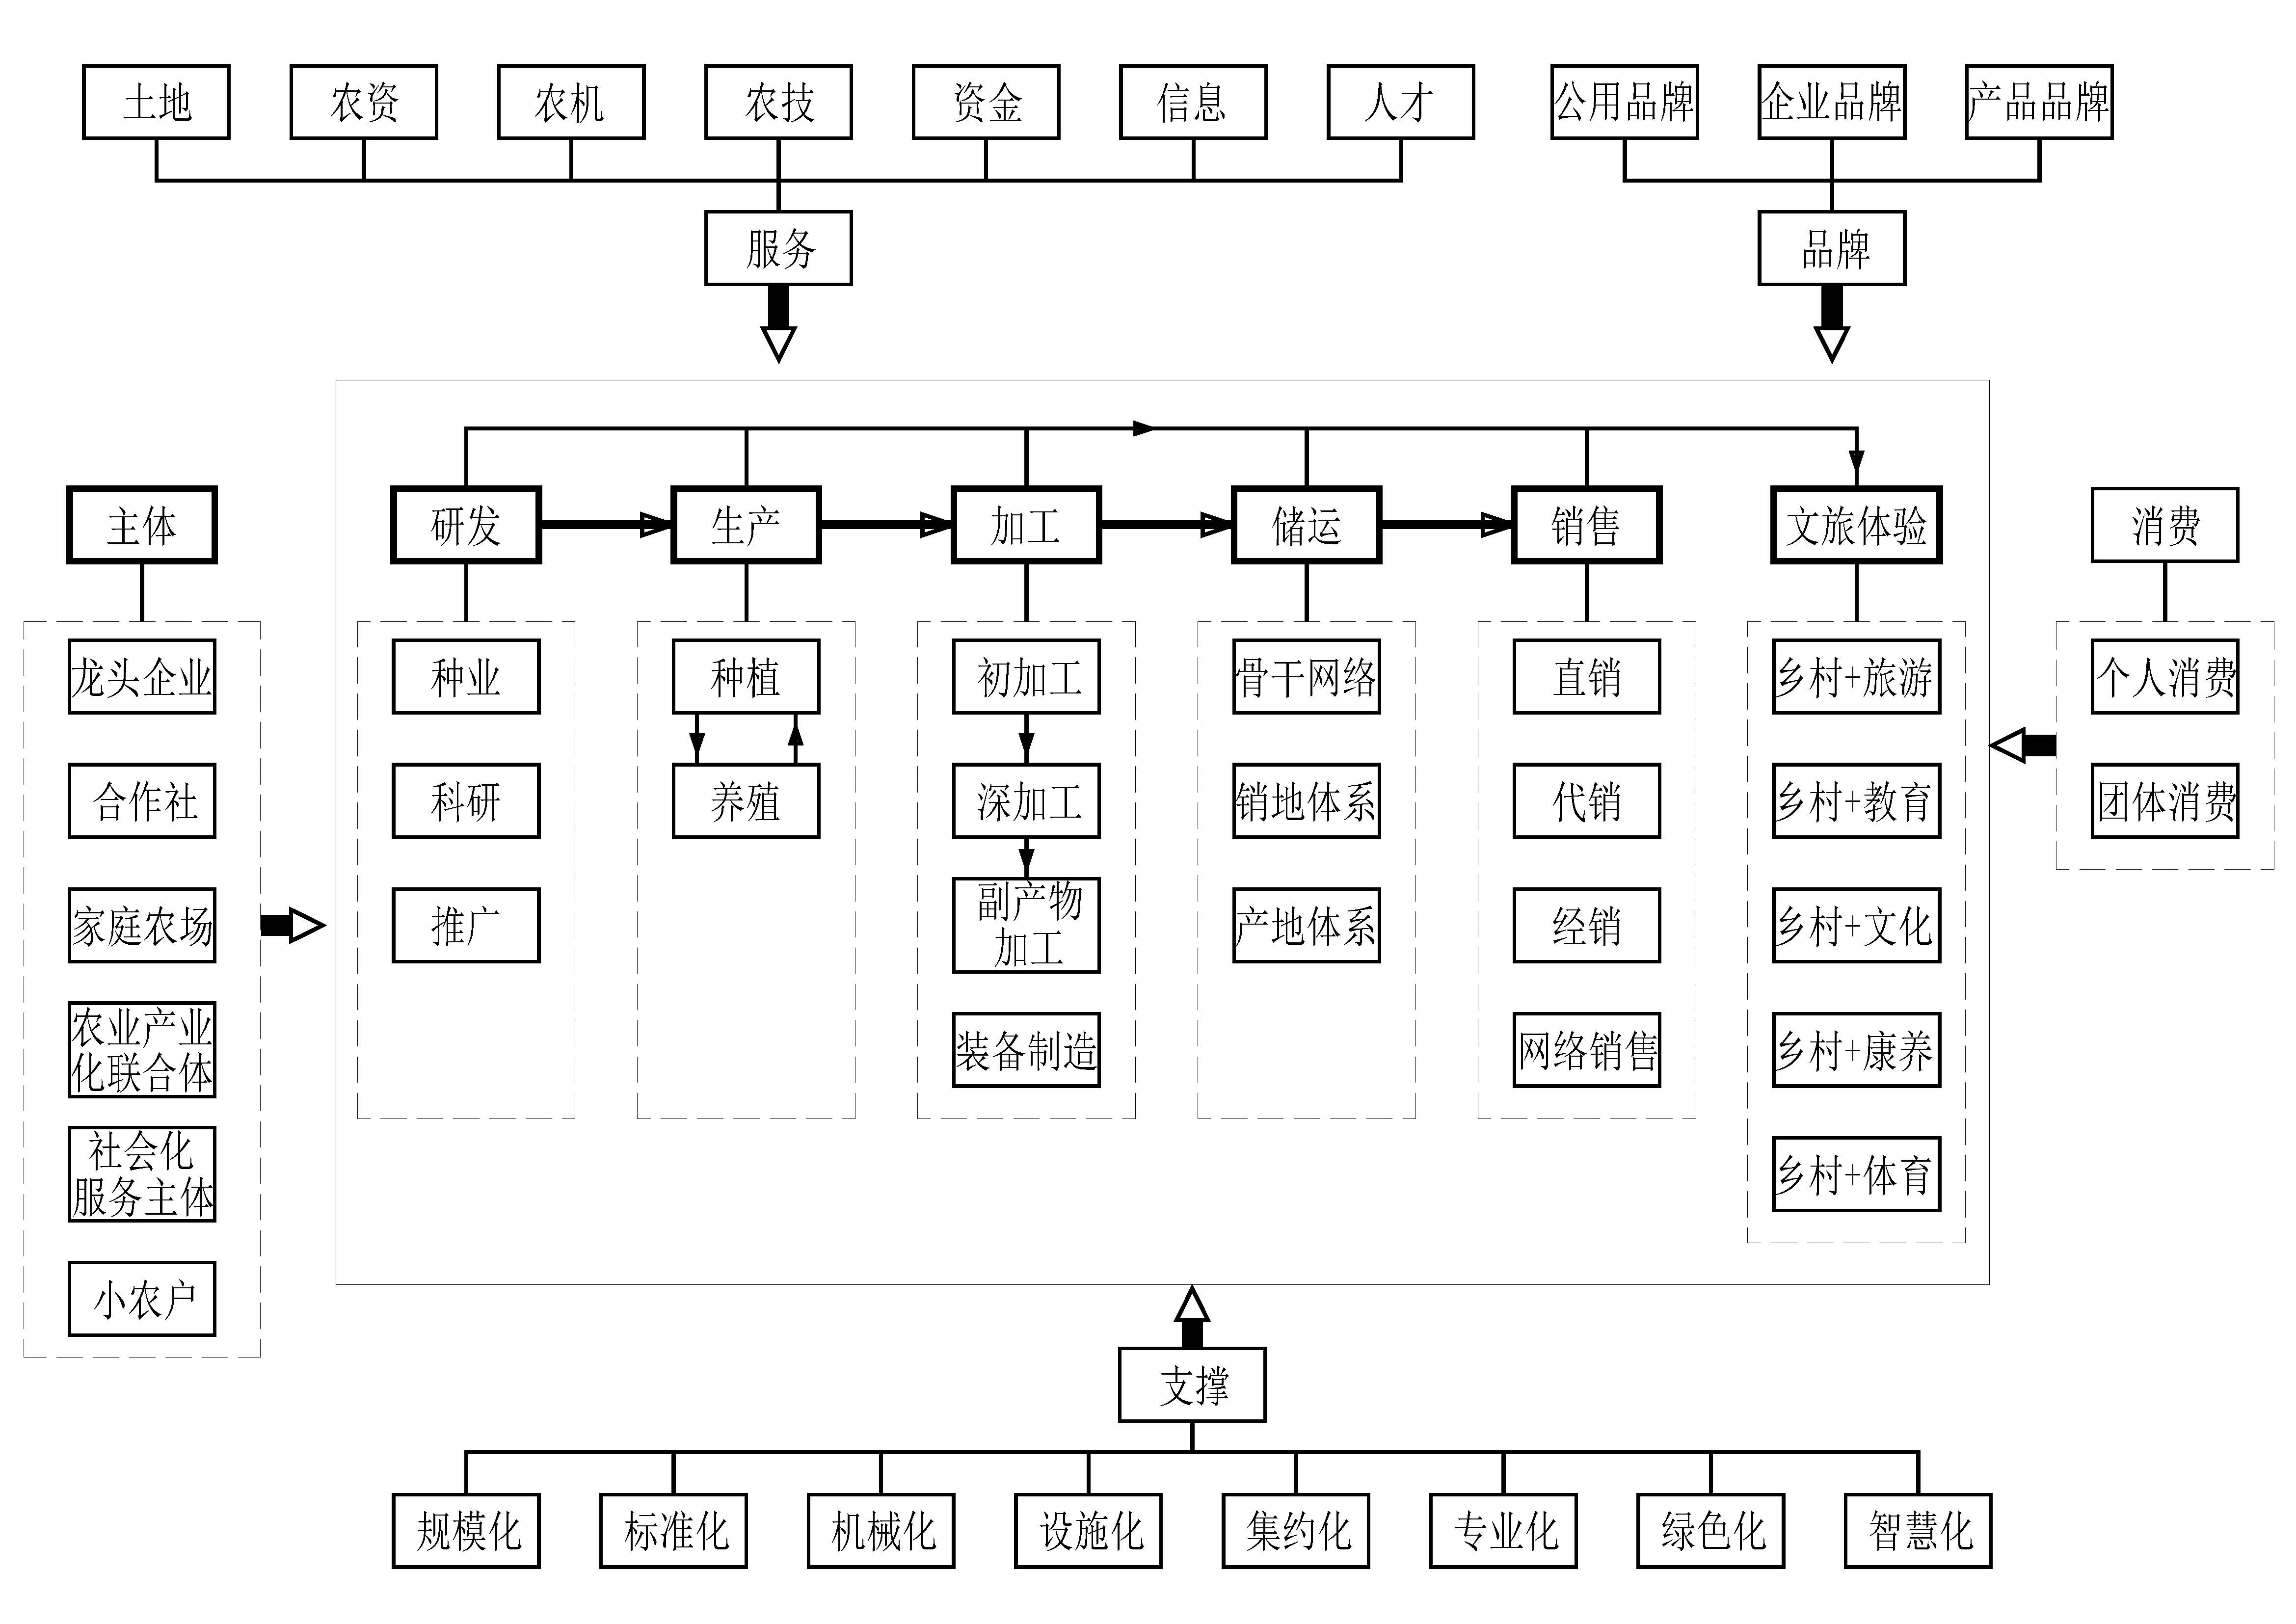 土地
农资
农机
农技
资金
信息
人才
公用品牌
企业品牌
产品品牌
服务
品牌
主体
研发
生产
加工
储运
销售
文旅体验
消费
龙头企业
合作社
家庭农场
农业产业
化联合体
社会化
服务主体
小农户
种业
科研
推广
种植
养殖
初加工
深加工
副产物
加工
装备制造
骨干网络
销地体系
产地体系
直销
代销
经销
网络销售
乡村+旅游
乡村+教育
乡村+文化
乡村+康养
乡村+体育
个人消费
团体消费
支撑
规模化
标准化
机械化
设施化
集约化
专业化
绿色化
智慧化